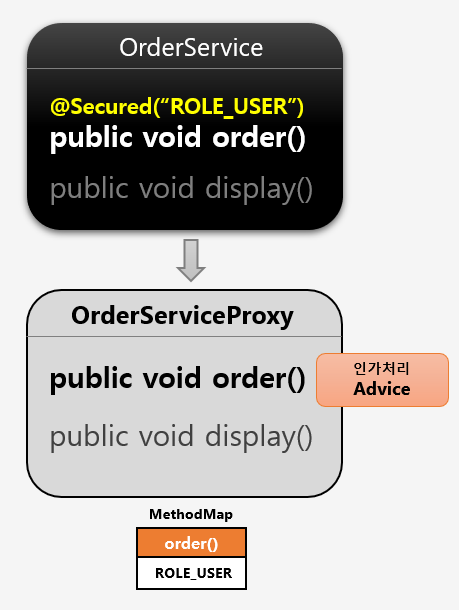 OrderService
@Secured(“ROLE_USER”)
public void order()
public void display()
OrderServiceProxy
public void order()
인가처리
Advice
public void display()
MethodMap
order()
ROLE_USER